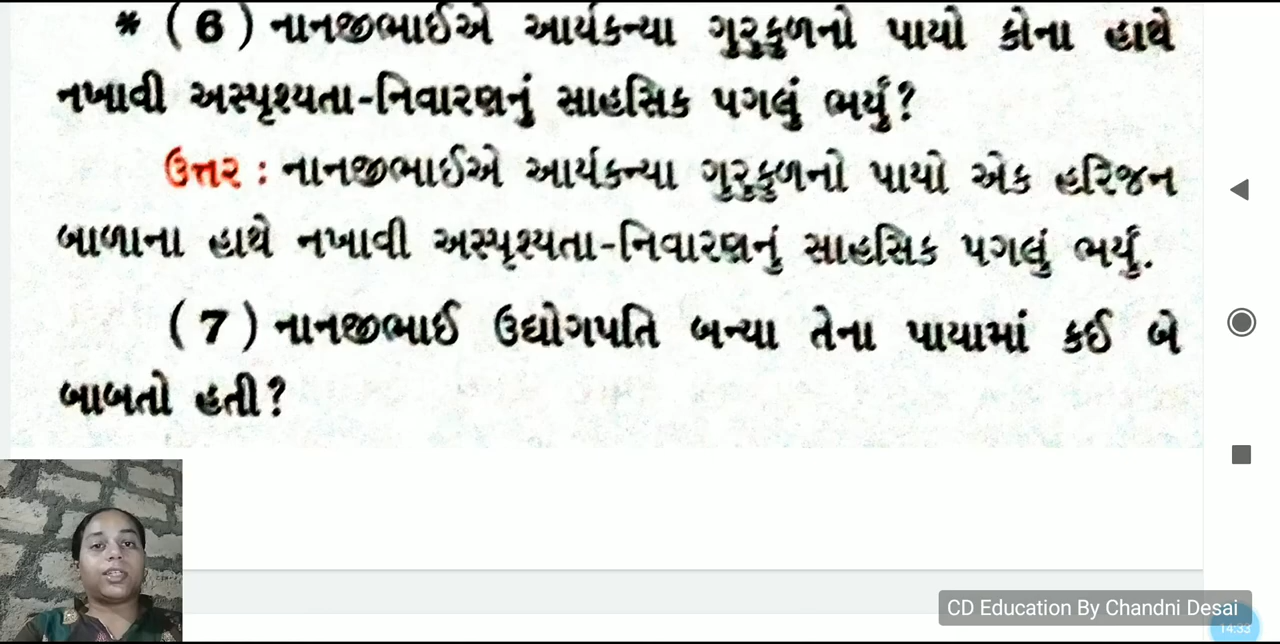 * ( 6 ) નાનજીભાઈએ આર્યકન્યા ગુરુકુળનો પાયો કોના હાથે
નખાવી અસ્પૃશ્યતા-નિવારણનું સાહસિક પગલું ભર્યું?
ઉત્તર : નાનજીભાઈએ આર્યકન્યા ગુરુકુળનો પાયો એક હરિજન
બાળાના હાથે નખાવી અસ્પૃશ્યતા-નિવારણનું સાહસિક પગલું ભર્યું.
( 7 ) નાનજીભાઈ ઉદ્યોગપતિ બન્યા તેના પાયામાં કઈ બે
બાબતો હતી?
CD Education By Chandni Desai
14:33